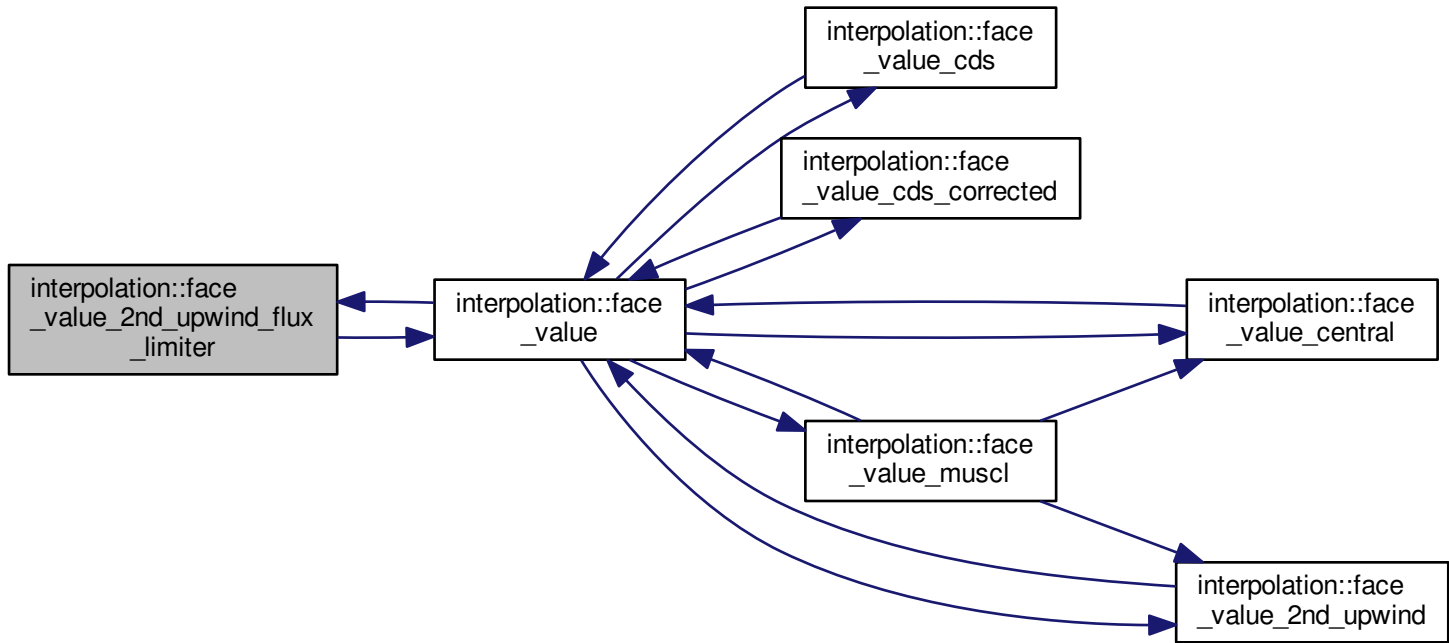 interpolation::face
_value_cds
interpolation::face
_value_cds_corrected
interpolation::face
_value_2nd_upwind_flux
_limiter
interpolation::face
_value
interpolation::face
_value_central
interpolation::face
_value_muscl
interpolation::face
_value_2nd_upwind